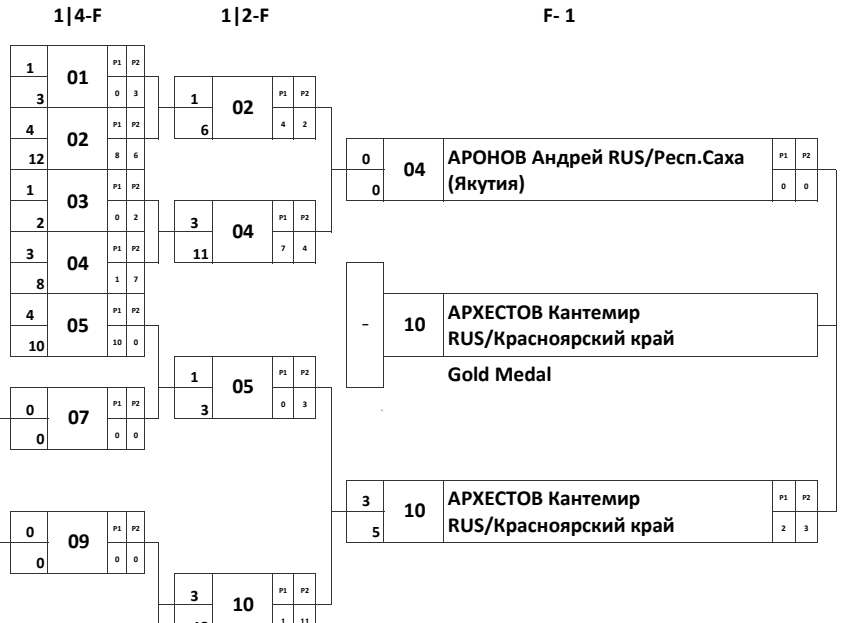 1|4-F 1|2-F F- 1
1 01 P1 P2
3 0 3
1 02 P1 P2
6 4 2
4 02 P1 P2
12 8 6
0 04 АРОНОВ Андрей RUS/Респ.Саха P1 P2
0 (Якутия) 0 0
1 03 P1 P2
2 0 2
3 04 P1 P2
11 7 4
3 04 P1 P2
8 1 7
4 05 P1 P2
10 10 0
– 10 АРХЕСТОВ Кантемир
RUS/Красноярский край
Gold Medal
1 05 P1 P2
3 0 3
0 07 P1 P2
0 0 0
3 10 АРХЕСТОВ Кантемир P1 P2
5 RUS/Красноярский край 2 3
0 09 P1 P2
0 0 0
3 10 P1 P2
1 11